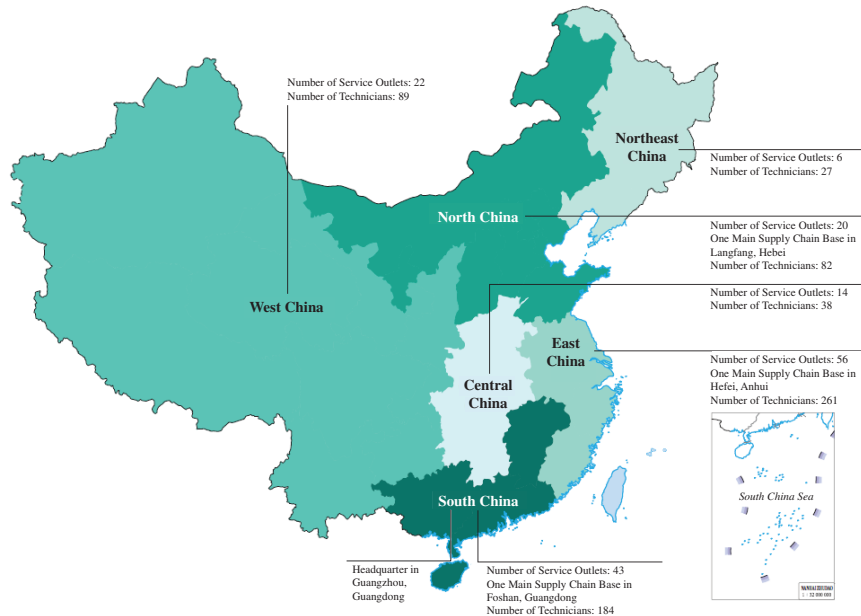 Number of Service Outlets: 22
Number of Technicians: 89
Northeast
China
Number of Service Outlets: 6
Number of Technicians: 27
North China
Number of Service Outlets: 20
One Main Supply Chain Base in
Langfang, Hebei
Number of Technicians: 82
West China
Number of Service Outlets: 14
Number of Technicians: 38
East
China
Central
China
Number of Service Outlets: 56
One Main Supply Chain Base in
Hefei, Anhui
Number of Technicians: 261
South China
South China Sea
Headquarter in
Guangzhou,
Guangdong
Number of Service Outlets: 43
One Main Supply Chain Base in
Foshan, Guangdong
Number of Technicians: 184